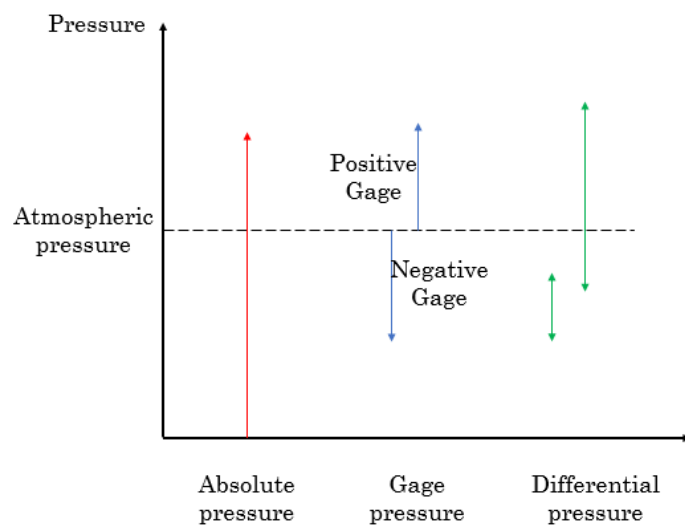 Pressure
Positive
Gage
Atmospheric
pressure
Negative
Gage
Absolute
pressure
Gage
pressure
Differential
pressure